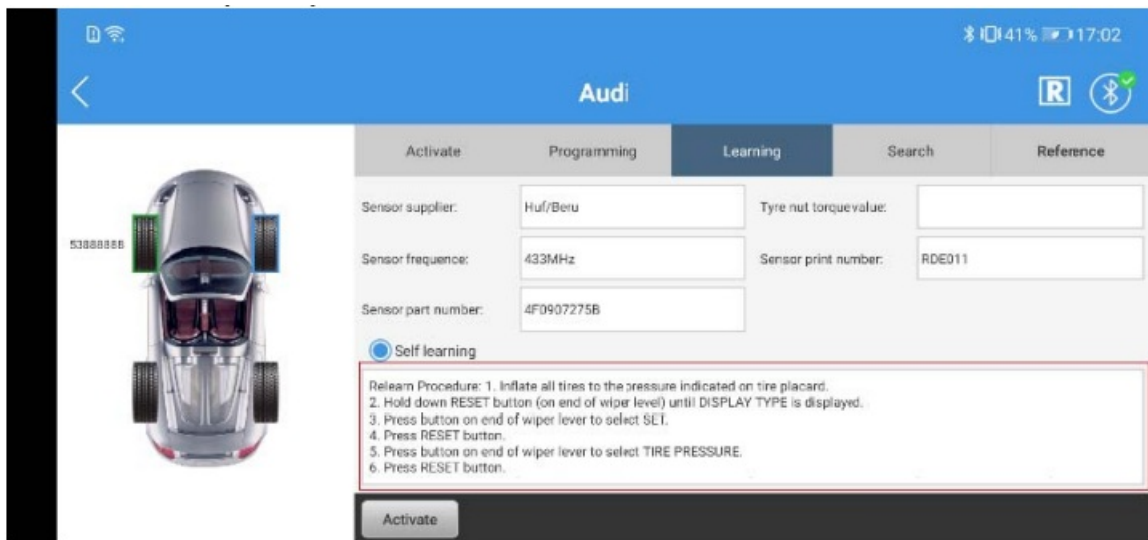 41% 17:02
Audi
R
Activate Programming Learning Search Reference
Sensor supplier: Huf/Beru Tyre nut torquevalue:
53888888
Sensor frequence: 433MHz Sensor print number: RDE011
Sensor part number: 4F0907275B
Self learning
Relearn Procedure: 1. Inflate all tires to the pressure indicated on tire placard.
2. Hold down RESET button (on end of wiper level) until DISPLAY TYPE is displayed.
3. Press button on end of wiper lever to select SET.
4. Press RESET button.
5. Press button on end of wiper lever to select TIRE PRESSURE.
6. Press RESET button.
Activate